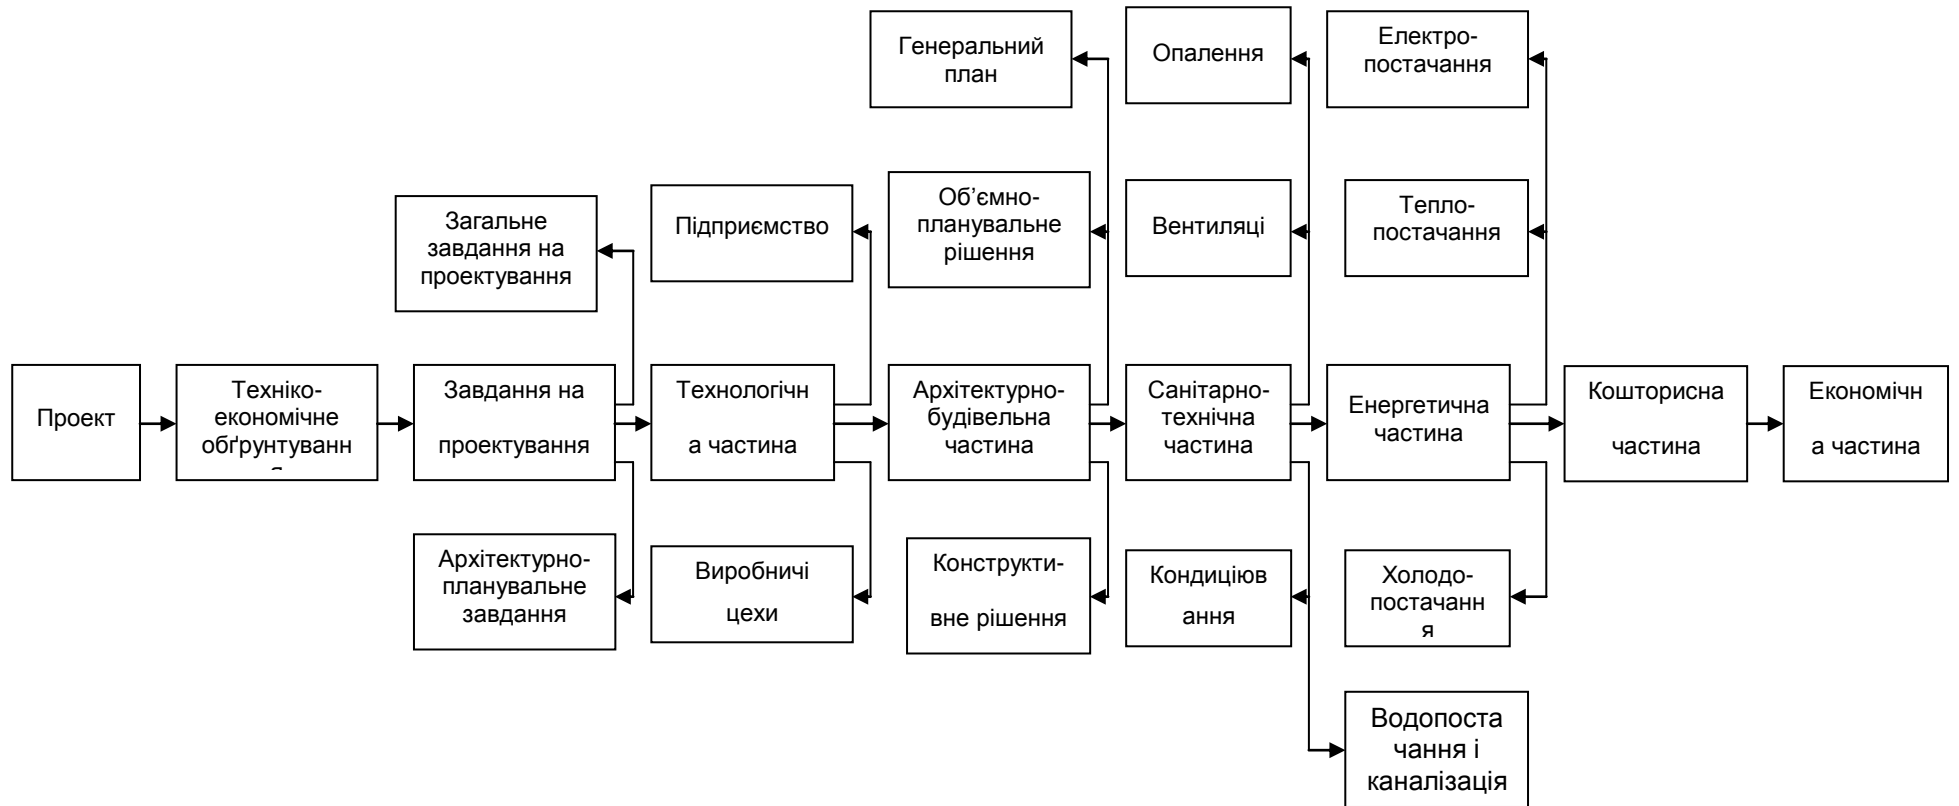 Генеральний
план
Опалення
Електро-
постачання
Загальне
завдання на
проектування
Підприємство
Об’ємно-
планувальне
рішення
Вентиляці
Тепло-
постачання
Проект
Техніко-
економічне
обґрунтуванн
я
Завдання на
проектування
Технологічн
а частина
Архітектурно-
будівельна
частина
Санітарно-
технічна
частина
Енергетична
частина
Кошторисна
частина
Економічн
а частина
Архітектурно-
планувальне
завдання
Виробничі
цехи
Конструкти-
вне рішення
Кондиціюв
ання
Холодо-
постачанн
я
Водопоста
чання і
каналізація